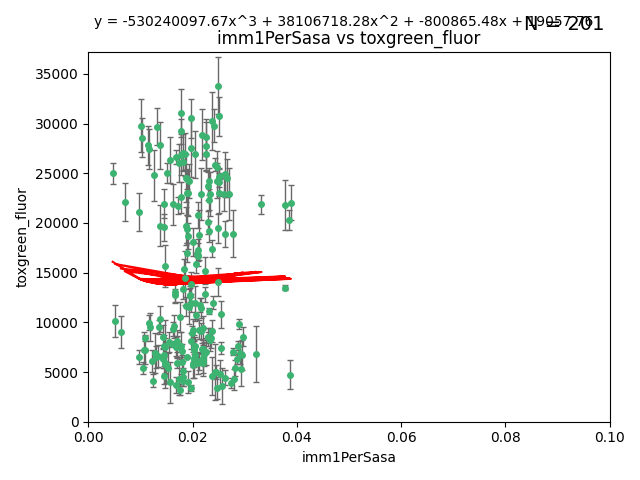 y = -530240097.67x^3 + 38106718.28x^2 + -800865.48x + 19057.76
N = 201
imm1PerSasa vs toxgreen_fluor
35000
30000
25000
20000
15000
10000
5000
0
toxgreen_fluor
0.00 0.02 0.04 0.06 0.08 0.10
imm1PerSasa